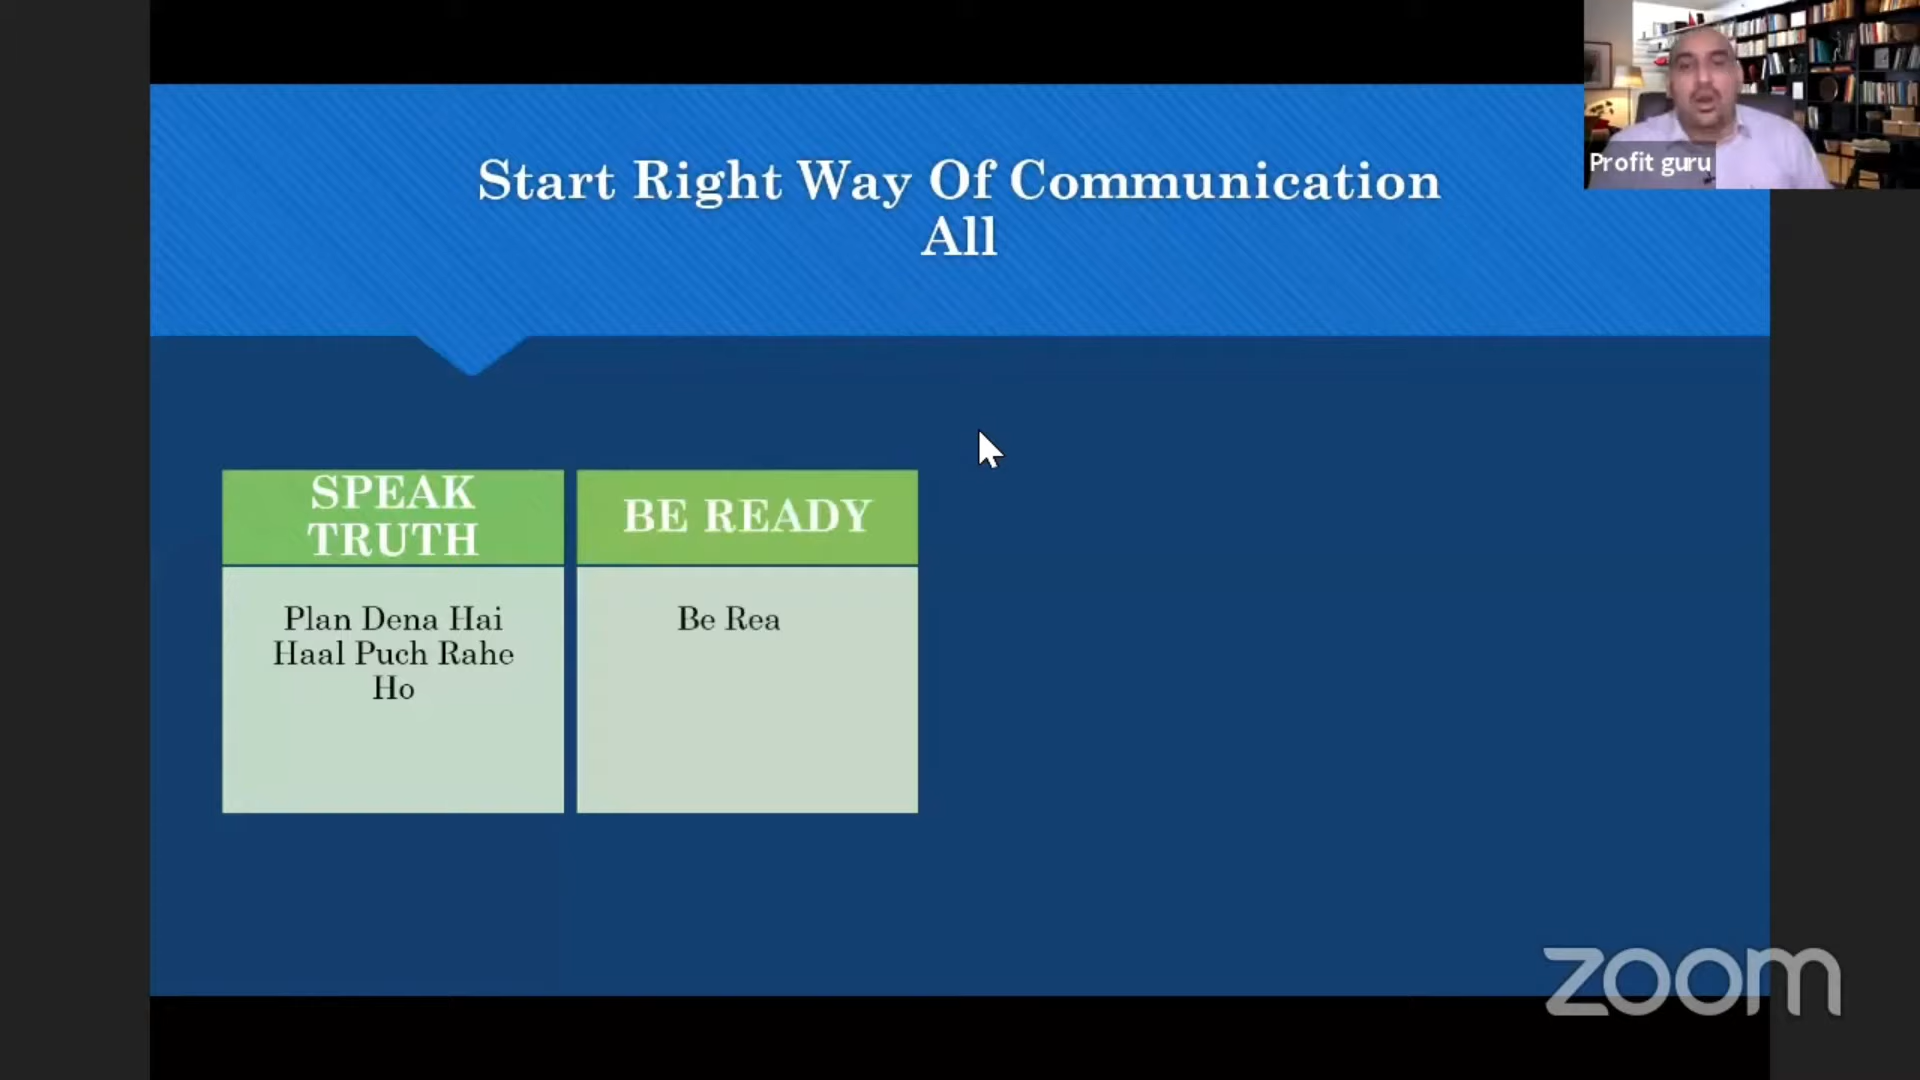 Start Right Way Of Communication
All
Profit guru
SPEAK
TRUTH
Plan Dena Hai
Haal Puch Rahe
Ho
BE READY
Be Rea
zoom